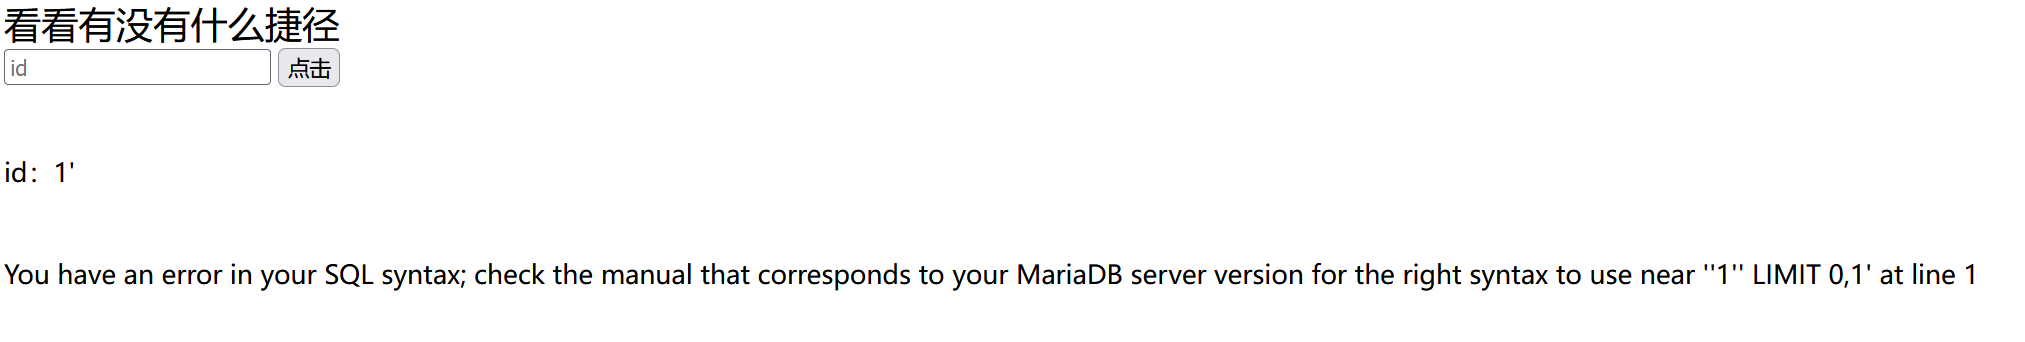 看看有没有什么捷径
id 点击
id：1'
You have an error in your SQL syntax; check the manual that corresponds to your MariaDB server version for the right syntax to use near ''1'' LIMIT 0,1' at line 1